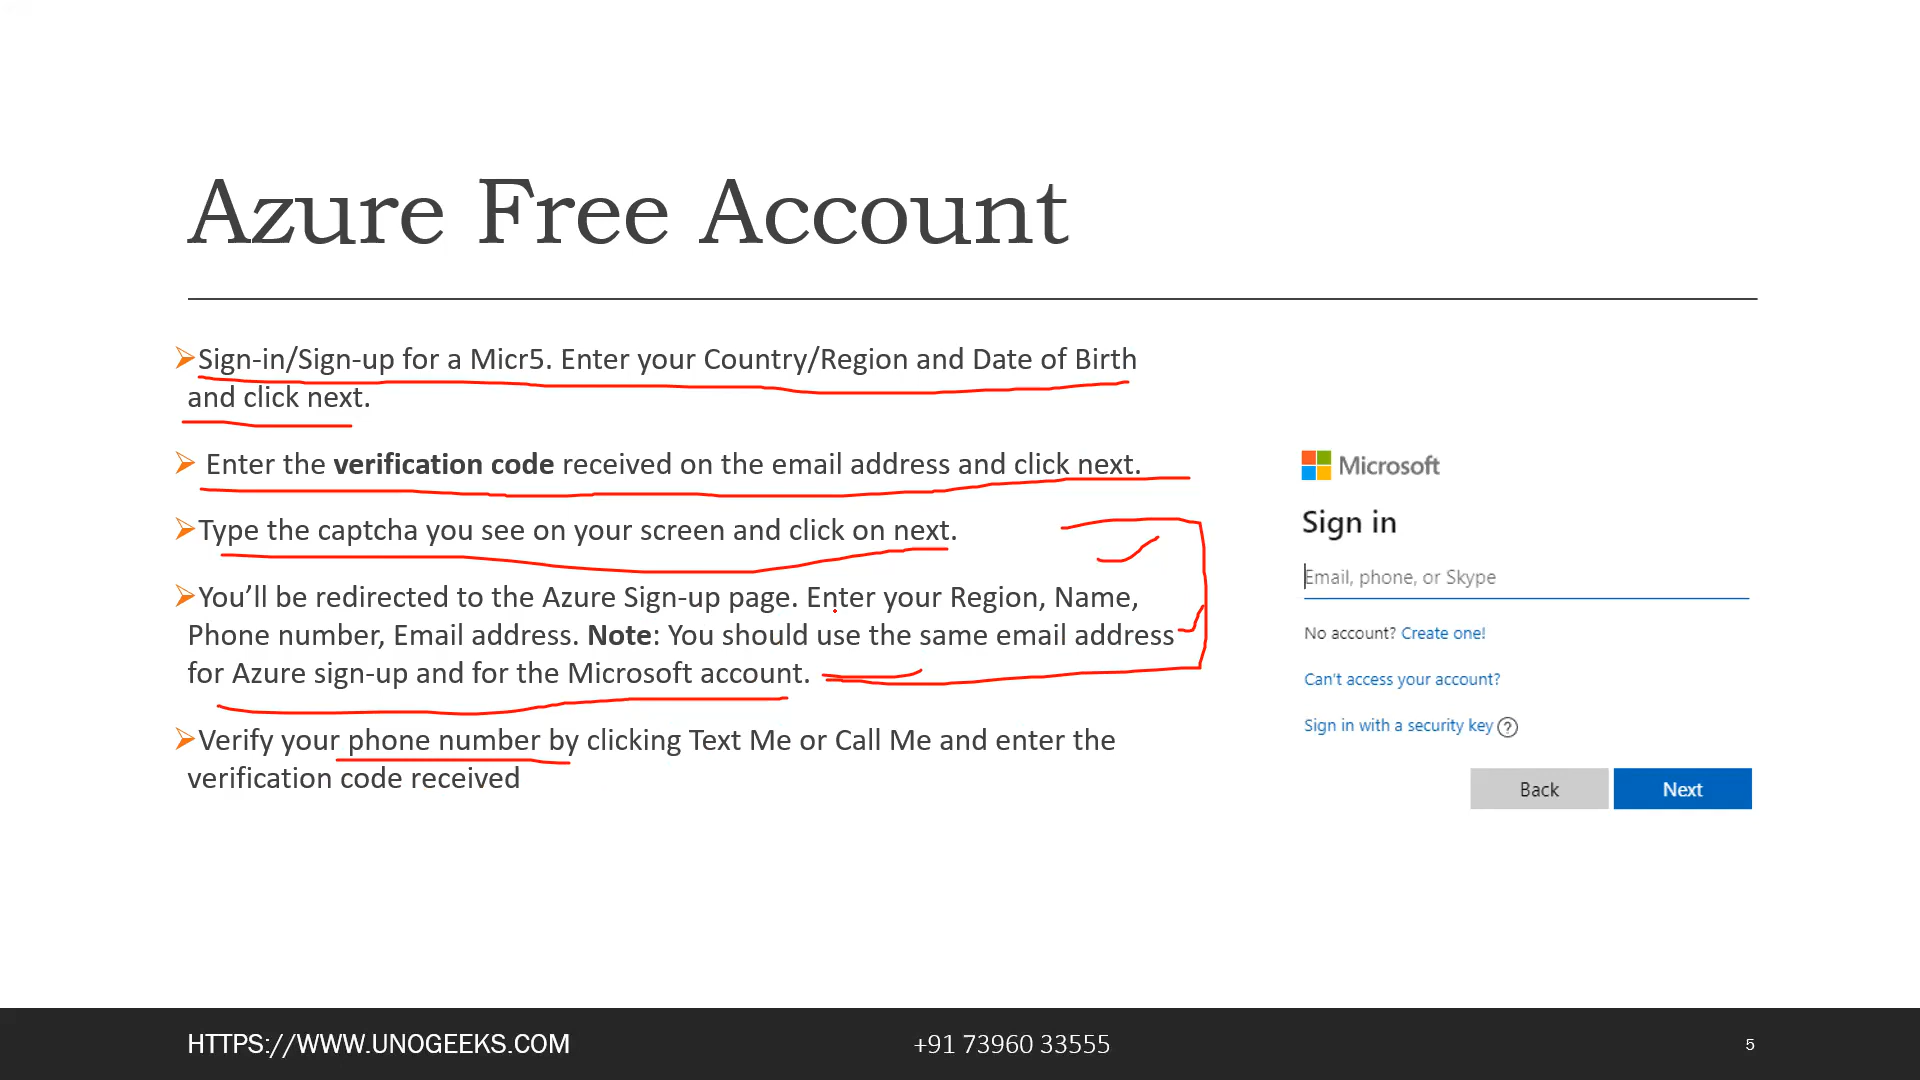 Azure Free Account
Sign-in/Sign-up for a Micr5. Enter your Country/Region and Date of Birth
and click next.
Enter the verification code received on the email address and click next.
Type the captcha you see on your screen and click on next.
You’ll be redirected to the Azure Sign-up page. Enter your Region, Name,
Phone number, Email address. Note: You should use the same email address
for Azure sign-up and for the Microsoft account.
Verify your phone number by clicking Text Me or Call Me and enter the
verification code received
Microsoft
Sign in
Email, phone, or Skype
No account? Create one!
Can't access your account?
Sign in with a security key ?
Back
Next
HTTPS://WWW.UNOGEEKS.COM
+91 73960 33555
5